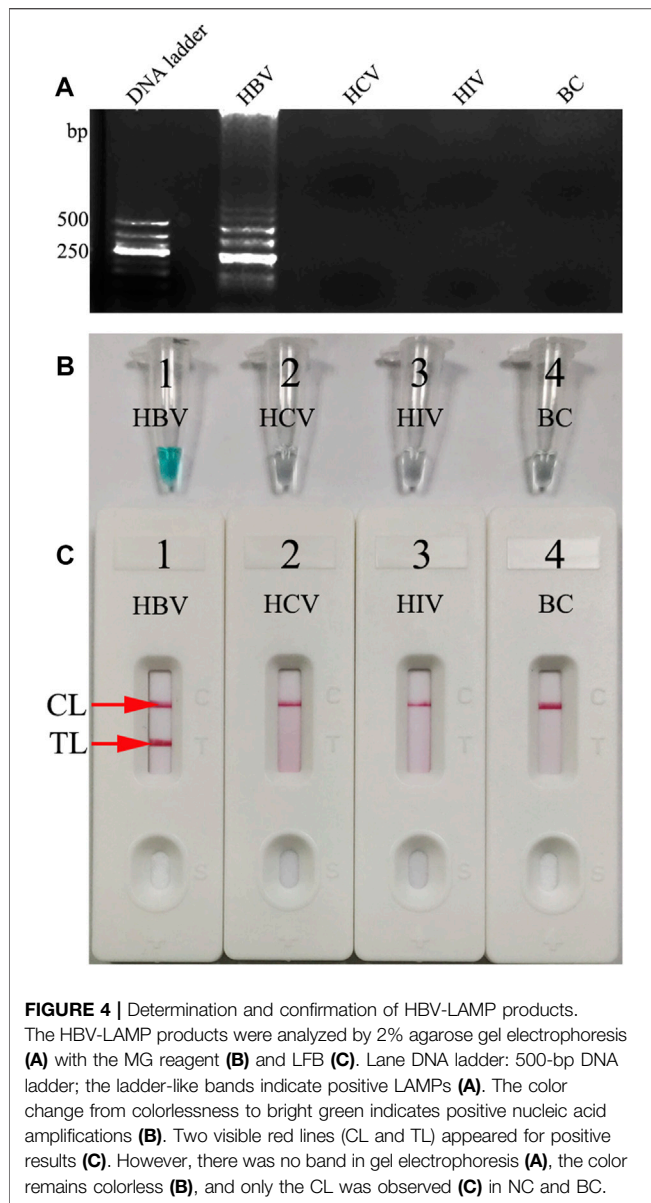 DNA ladder HBV HCV HIV BC
A
bp
500
250
B
1 2 3 4
HBV HCV HIV BC
C
1 2 3 4
HBV HCV HIV BC
CL C C C C
TL T T T T
S S S S
FIGURE 4 | Determination and confirmation of HBV-LAMP products.
The HBV-LAMP products were analyzed by 2% agarose gel electrophoresis
(A) with the MG reagent (B) and LFB (C). Lane DNA ladder: 500-bp DNA
ladder; the ladder-like bands indicate positive LAMPs (A). The color
change from colorlessness to bright green indicates positive nucleic acid
amplifications (B). Two visible red lines (CL and TL) appeared for positive
results (C). However, there was no band in gel electrophoresis (A), the color
remains colorless (B), and only the CL was observed (C) in NC and BC.